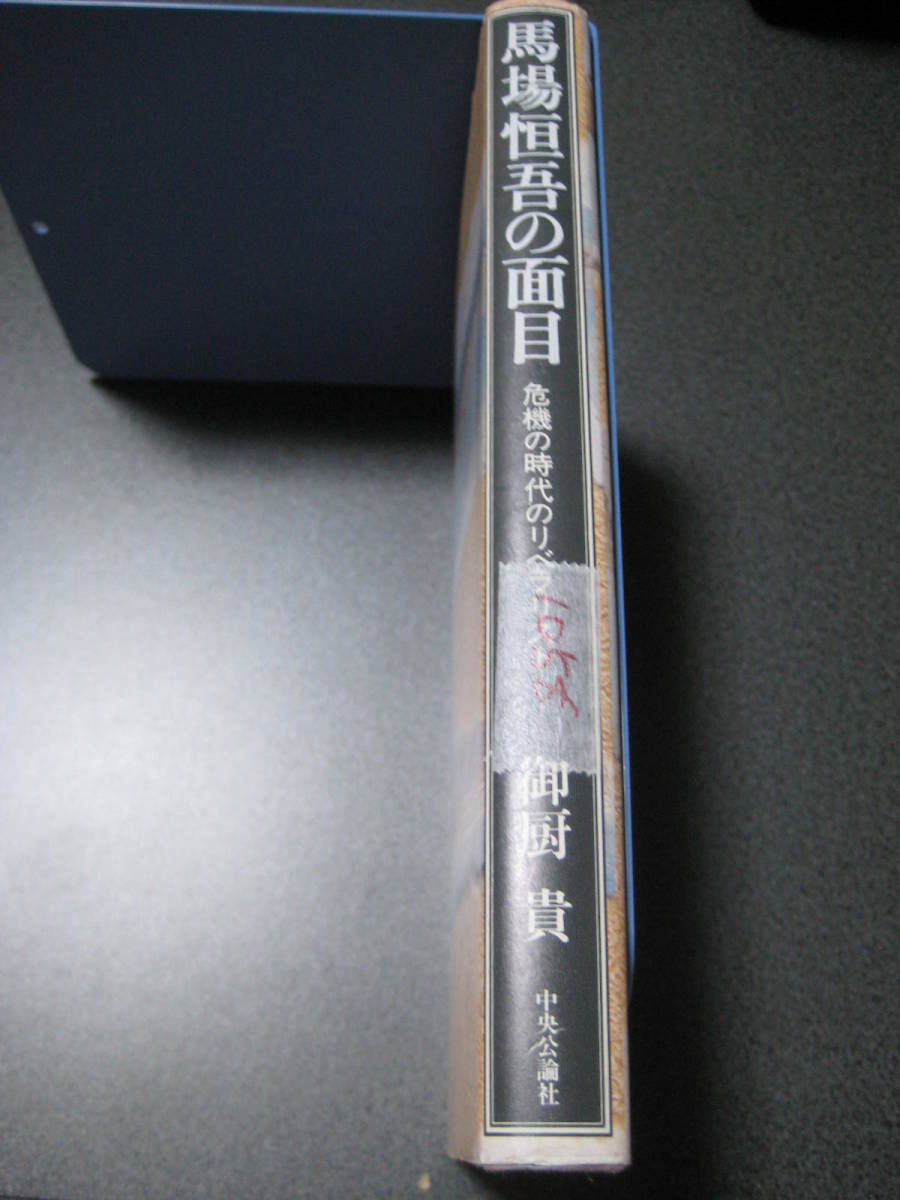 馬場恒吾の面目
危機の時代のリベラ
御厨 貴
中央公論社